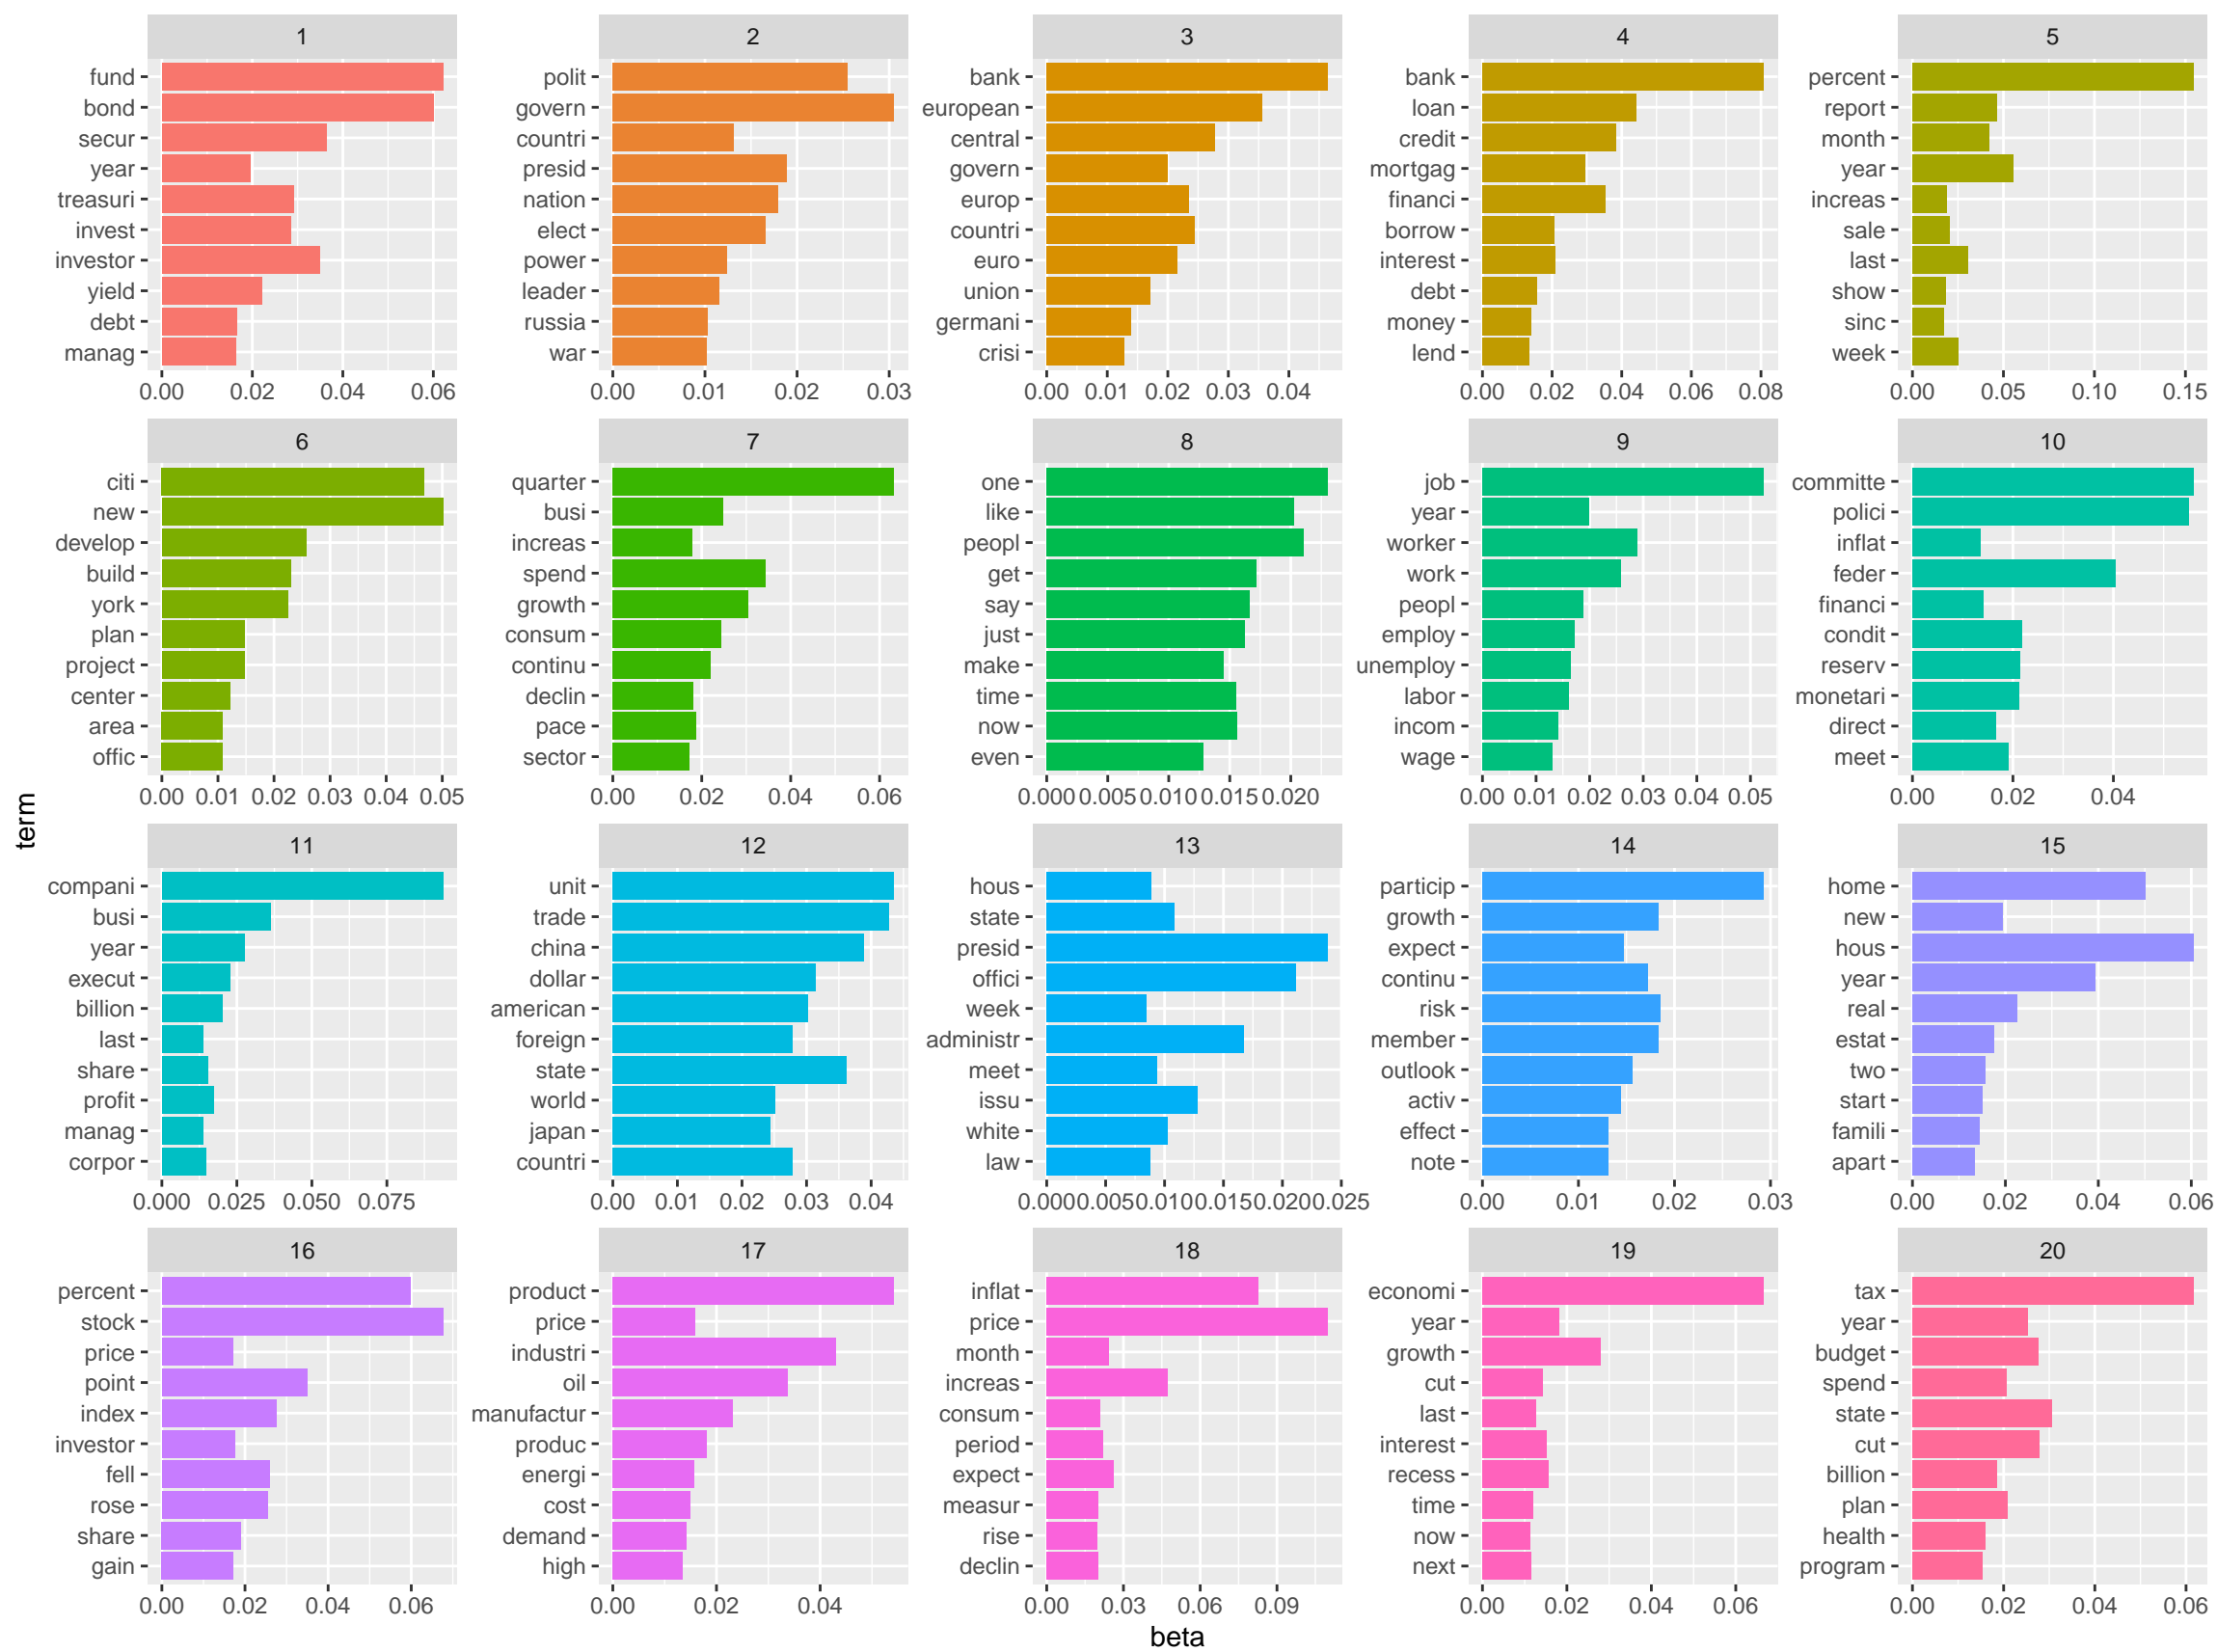 1 2 3 4 5
fund polit bank bank percent
bond govern european loan report
secur countri central credit month
year presid govern mortgag year
treasuri nation europ financi increas
invest elect countri borrow sale
investor power euro interest last
yield leader union debt show
debt russia germani money sinc
manag war crisi lend week
0.00 0.02 0.04 0.06 0.00 0.01 0.02 0.03 0.00 0.01 0.02 0.03 0.04 0.00 0.02 0.04 0.06 0.08 0.00 0.05 0.10 0.15
6 7 8 9 10
citi quarter one job committe
new busi like year polici
develop increas peopl worker inflat
build spend get work feder
york growth say peopl financi
plan consum just employ condit
project continu make unemploy reserv
center declin time labor monetari
area pace now incom direct
offic sector even wage meet
0.00 0.01 0.02 0.03 0.04 0.05 0.00 0.02 0.04 0.06 0.000 0.005 0.010 0.015 0.020 0.00 0.01 0.02 0.03 0.04 0.05 0.00 0.02 0.04
term
11 12 13 14 15
compani unit hous particip home
busi trade state growth new
year china presid expect hous
execut dollar offici continu year
billion american week risk real
last foreign administr member estat
share state meet outlook two
profit world issu activ start
manag japan white effect famili
corpor countri law note apart
0.000 0.025 0.050 0.075 0.00 0.01 0.02 0.03 0.04 0.000 0.005 0.010 0.015 0.020 0.025 0.00 0.01 0.02 0.03 0.00 0.02 0.04 0.06
16 17 18 19 20
percent product inflat economi tax
stock price price year year
price industri month growth budget
point oil increas cut spend
index manufactur consum last state
investor produc period interest cut
fell energi expect recess billion
rose cost measur time plan
share demand rise now health
gain high declin next program
0.00 0.02 0.04 0.06 0.00 0.02 0.04 0.00 0.03 0.06 0.09 0.00 0.02 0.04 0.06 0.00 0.02 0.04 0.06
beta